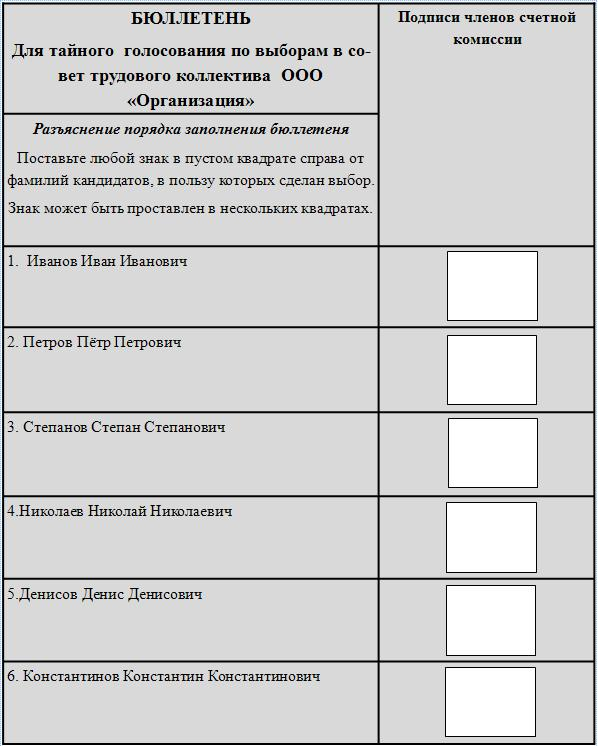 БЮЛЛЕТЕНЬ
Для тайного голосования по выборам в со-
вет трудового коллектива ООО
«Организация»
Подписи членов счетной
комиссии
Разъяснение порядка заполнения бюллетеня
Поставьте любой знак в пустом квадрате справа от
фамилий кандидатов, в пользу которых сделан выбор.
Знак может быть проставлен в нескольких квадратах.
1. Иванов Иван Иванович
2. Петров Пётр Петрович
3. Степанов Степан Степанович
4.Николаев Николай Николаевич
5.Денисов Денис Денисович
6. Константинов Константин Константинович